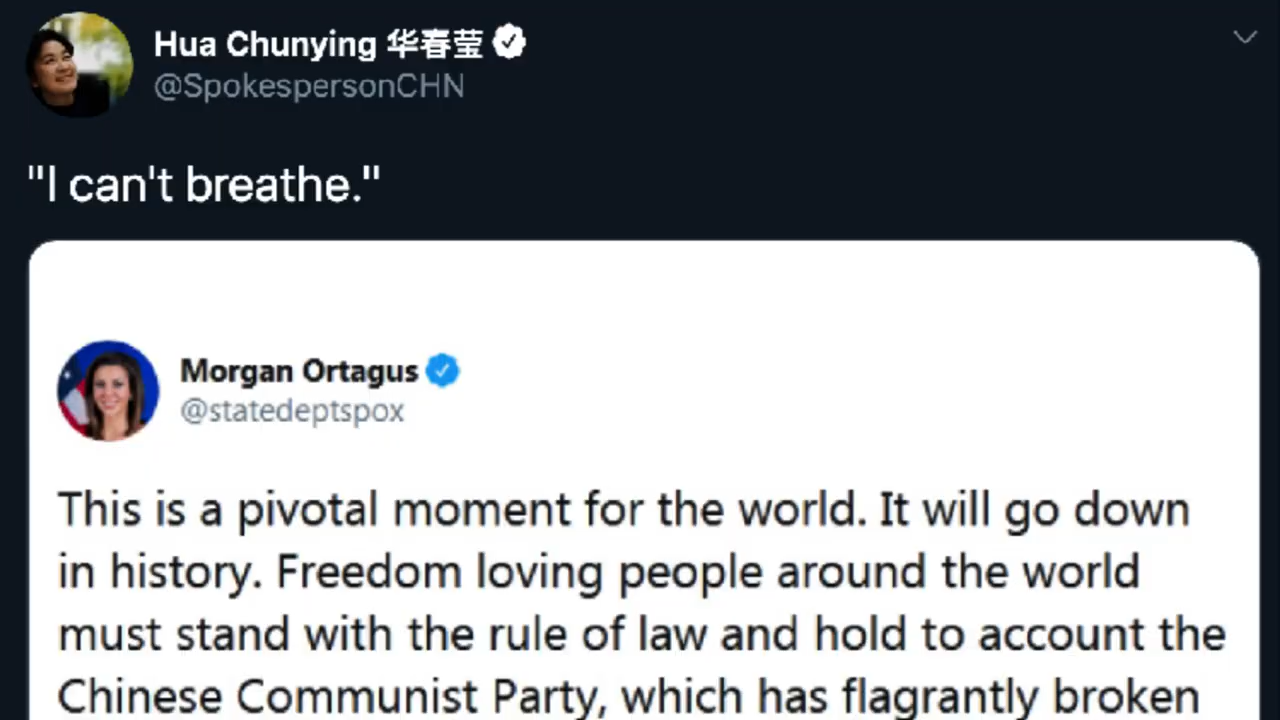 Hua Chunying 华春莹
@SpokespersonCHN
"I can't breathe."
Morgan Ortagus
@statedeptspox
This is a pivotal moment for the world. It will go down
in history. Freedom loving people around the world
must stand with the rule of law and hold to account the
Chinese Communist Party, which has flagrantly broken